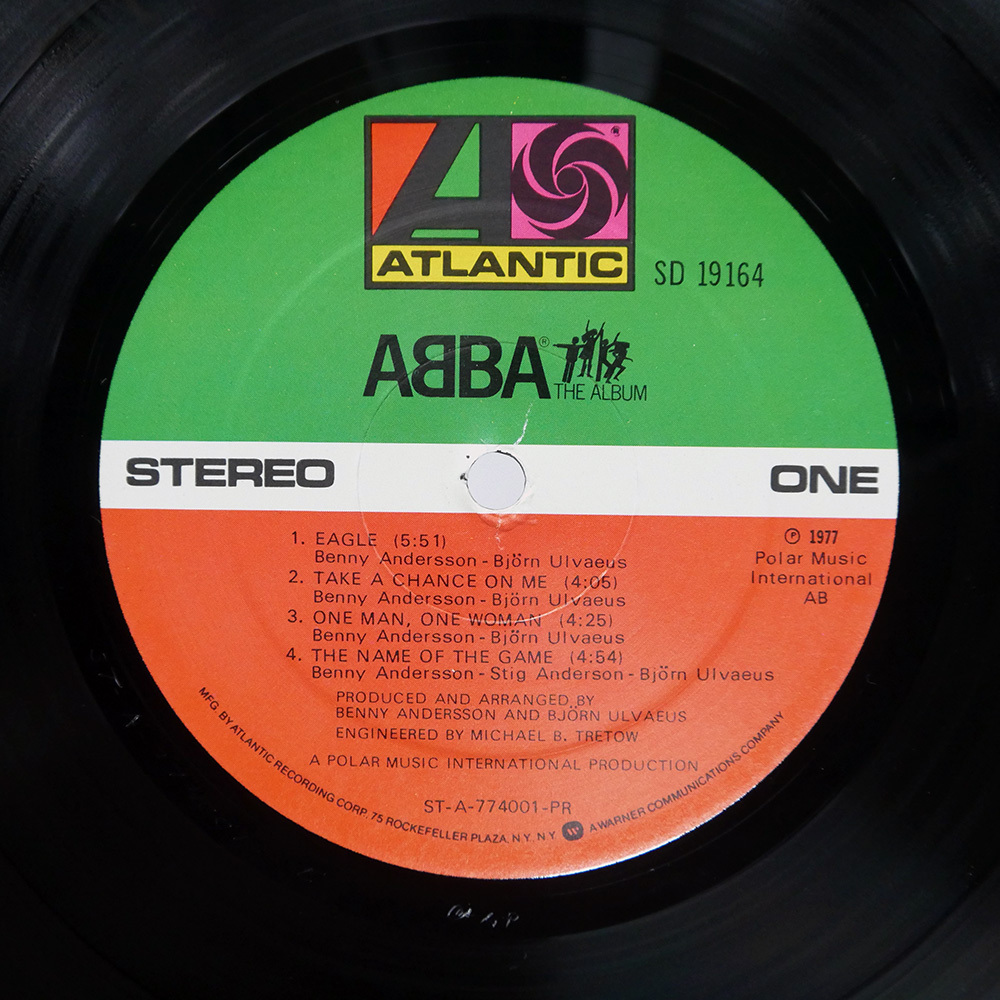 ATLANTIC
®
SD 19164
ABBA®
THE ALBUM
STEREO
ONE
1. EAGLE (5:51)
Benny Andersson - Björn Ulvaeus
2. TAKE A CHANCE ON ME (4:05)
Benny Andersson - Björn Ulvaeus
3. ONE MAN, ONE WOMAN (4:25)
Benny Andersson - Björn Ulvaeus
4. THE NAME OF THE GAME (4:54)
Benny Andersson - Stig Anderson - Björn Ulvaeus
℗ 1977
Polar Music
International
AB
PRODUCED AND ARRANGED BY
BENNY ANDERSSON AND BJÖRN ULVAEUS
ENGINEERED BY MICHAEL B. TRETOW
A POLAR MUSIC INTERNATIONAL PRODUCTION
ST-A-774001-PR
MFG. BY ATLANTIC RECORDING CORP. 75 ROCKEFELLER PLAZA, N.Y. N.Y. W A WARNER COMMUNICATIONS COMPANY